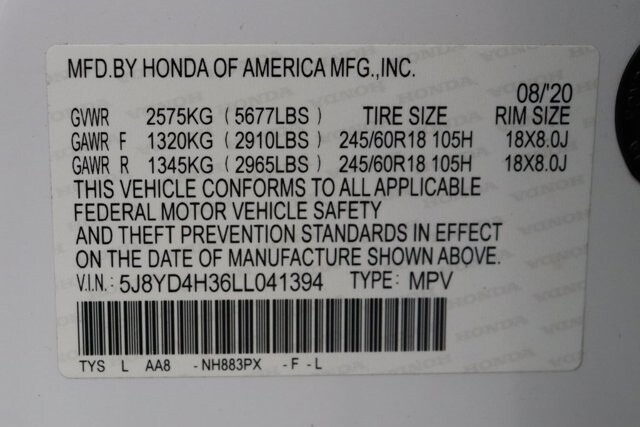 MFD.BY HONDA OF AMERICA MFG.,INC.
08/'20
GVWR 2575KG (5677LBS) TIRE SIZE RIM SIZE
GAWR F 1320KG (2910LBS) 245/60R18 105H 18X8.0J
GAWR R 1345KG (2965LBS) 245/60R18 105H 18X8.0J
THIS VEHICLE CONFORMS TO ALL APPLICABLE
FEDERAL MOTOR VEHICLE SAFETY
AND THEFT PREVENTION STANDARDS IN EFFECT
ON THE DATE OF MANUFACTURE SHOWN ABOVE.
V.I.N.: 5J8YD4H36LL041394 TYPE: MPV
TYS L AA8 -NH883PX -F-L